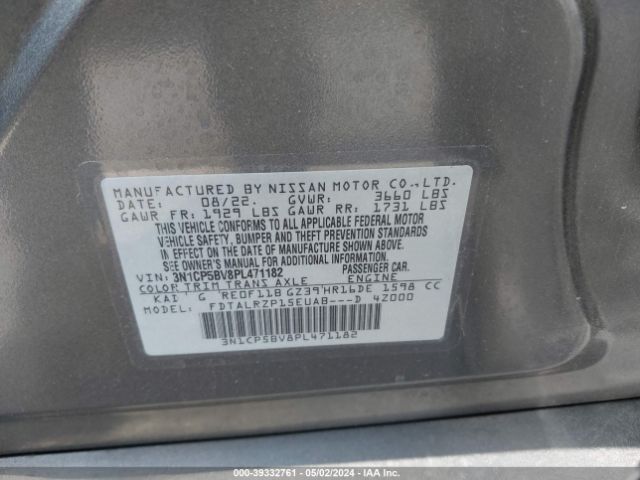 MANUFACTURED BY NISSAN MOTOR CO.,LTD.
DATE: 08/22. GVWR: 3660 LBS
GAWR FR: 1929 LBS GAWR RR: 1731 LBS
THIS VEHICLE CONFORMS TO ALL APPLICABLE FEDERAL MOTOR
VEHICLE SAFETY, BUMPER AND THEFT PREVENTION STANDARDS
IN EFFECT ON THE DATE OF MANUFACTURE SHOWN ABOVE.
SEE OWNER'S MANUAL.
VIN: 3N1CP5BV8PL471182 PASSENGER CAR.
COLOR TRIM TRANS AXLE ENGINE
KAI G RE0F11B GZ39 HR16DE 1598 CC
MODEL: FDTALRZP15EUAB---D 4Z000
3N1CP5BV8PL471182
000-39332761 - 05/02/2024 - IAA Inc.